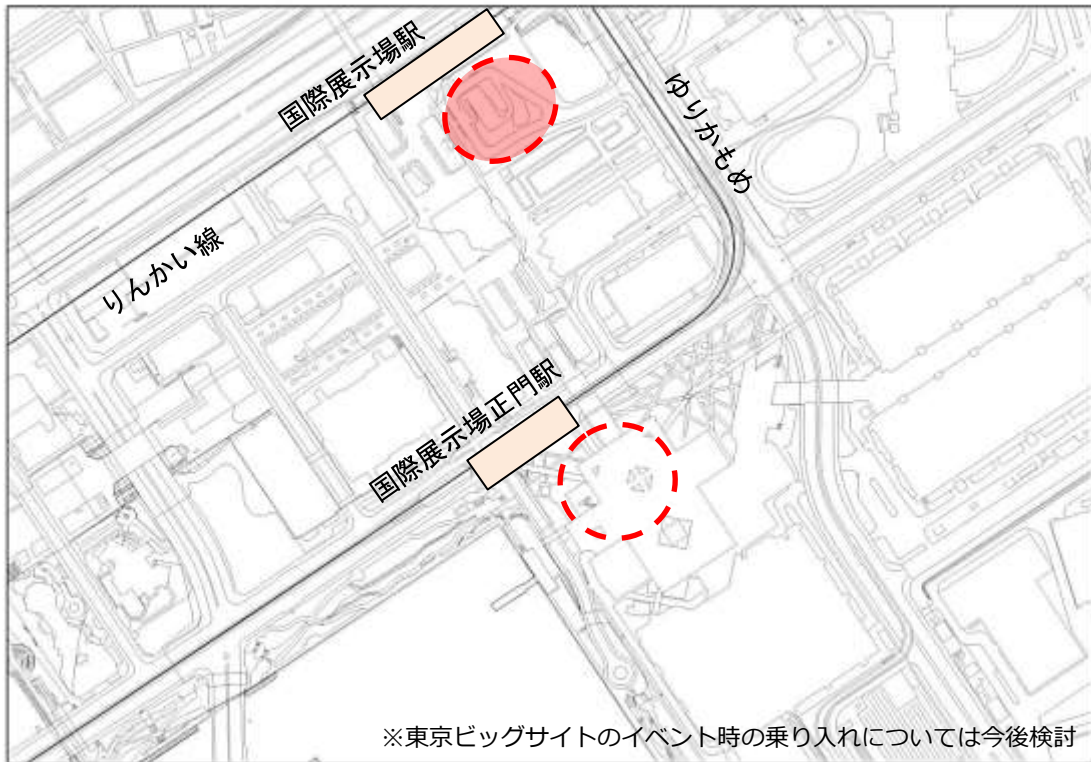 国際展示場駅
ゆりかもめ
りんかい線
国際展示場正門駅
※東京ビッグサイトのイベント時の乗り入れについては今後検討